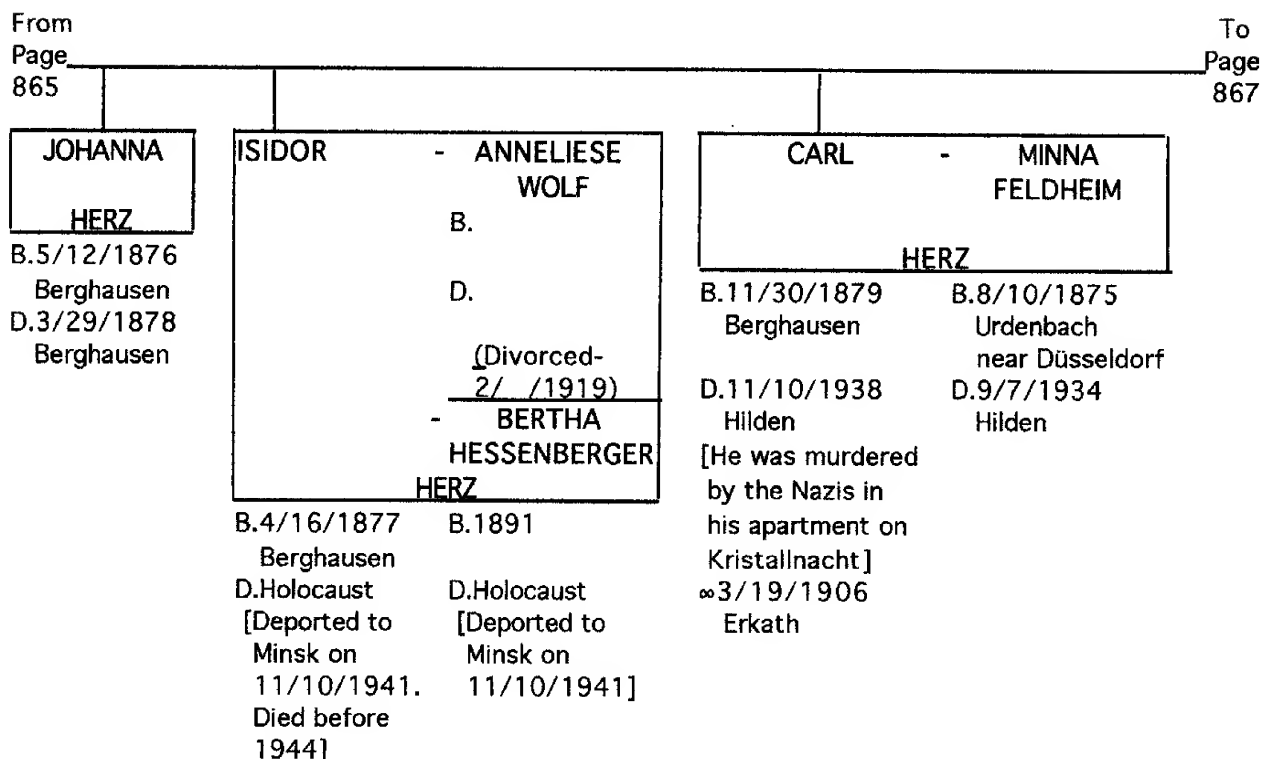 From
Page
865
To
Page
867
JOHANNA
HERZ
B.5/12/1876
Berghausen
D.3/29/1878
Berghausen
ISIDOR - ANNELIESE
WOLF
B.
D.
(Divorced-
2/ /1919)
- BERTHA
HESSENBERGER
HERZ
B.4/16/1877
Berghausen
D.Holocaust
[Deported to
Minsk on
11/10/1941.
Died before
1944]
B.1891
D.Holocaust
[Deported to
Minsk on
11/10/1941]
CARL - MINNA
FELDHEIM
HERZ
B.11/30/1879
Berghausen
D.11/10/1938
Hilden
[He was murdered
by the Nazis in
his apartment on
Kristallnacht]
∞3/19/1906
Erkath
B.8/10/1875
Urdenbach
near Düsseldorf
D.9/7/1934
Hilden